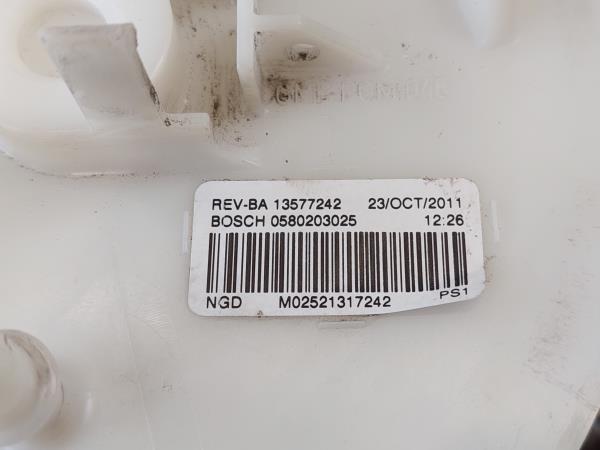 REV-BA 13577242 23/OCT/2011
BOSCH 0580203025 12:26
NGD M02521317242 PS1